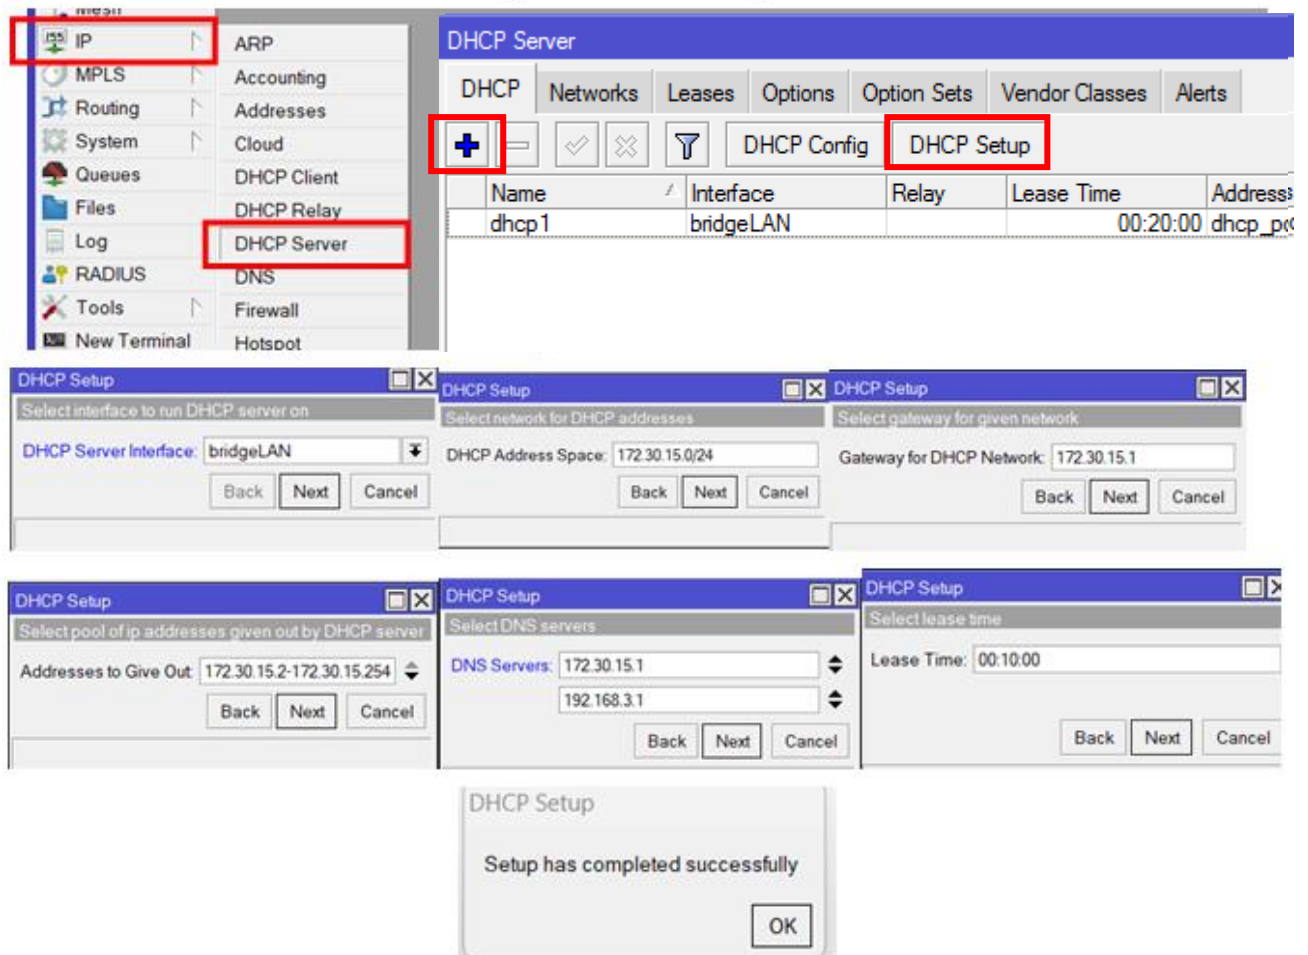 Mesh
IP
MPLS
Routing
System
Queues
Files
Log
RADIUS
Tools
New Terminal
ARP
Accounting
Addresses
Cloud
DHCP Client
DHCP Relay
DHCP Server
DNS
Firewall
Hotspot
DHCP Server
DHCP Networks Leases Options Option Sets Vendor Classes Alerts
DHCP Config DHCP Setup
Name Interface Relay Lease Time Address
dhcp1 bridgeLAN 00:20:00 dhcp_po
DHCP Setup
Select interface to run DHCP server on
DHCP Server Interface: bridgeLAN
Back Next Cancel
DHCP Setup
Select network for DHCP addresses
DHCP Address Space: 172.30.15.0/24
Back Next Cancel
DHCP Setup
Select gateway for given network
Gateway for DHCP Network: 172.30.15.1
Back Next Cancel
DHCP Setup
Select pool of ip addresses given out by DHCP server
Addresses to Give Out: 172.30.15.2-172.30.15.254
Back Next Cancel
DHCP Setup
Select DNS servers
DNS Servers: 172.30.15.1
192.168.3.1
Back Next Cancel
DHCP Setup
Select lease time
Lease Time: 00:10:00
Back Next Cancel
DHCP Setup
Setup has completed successfully
OK